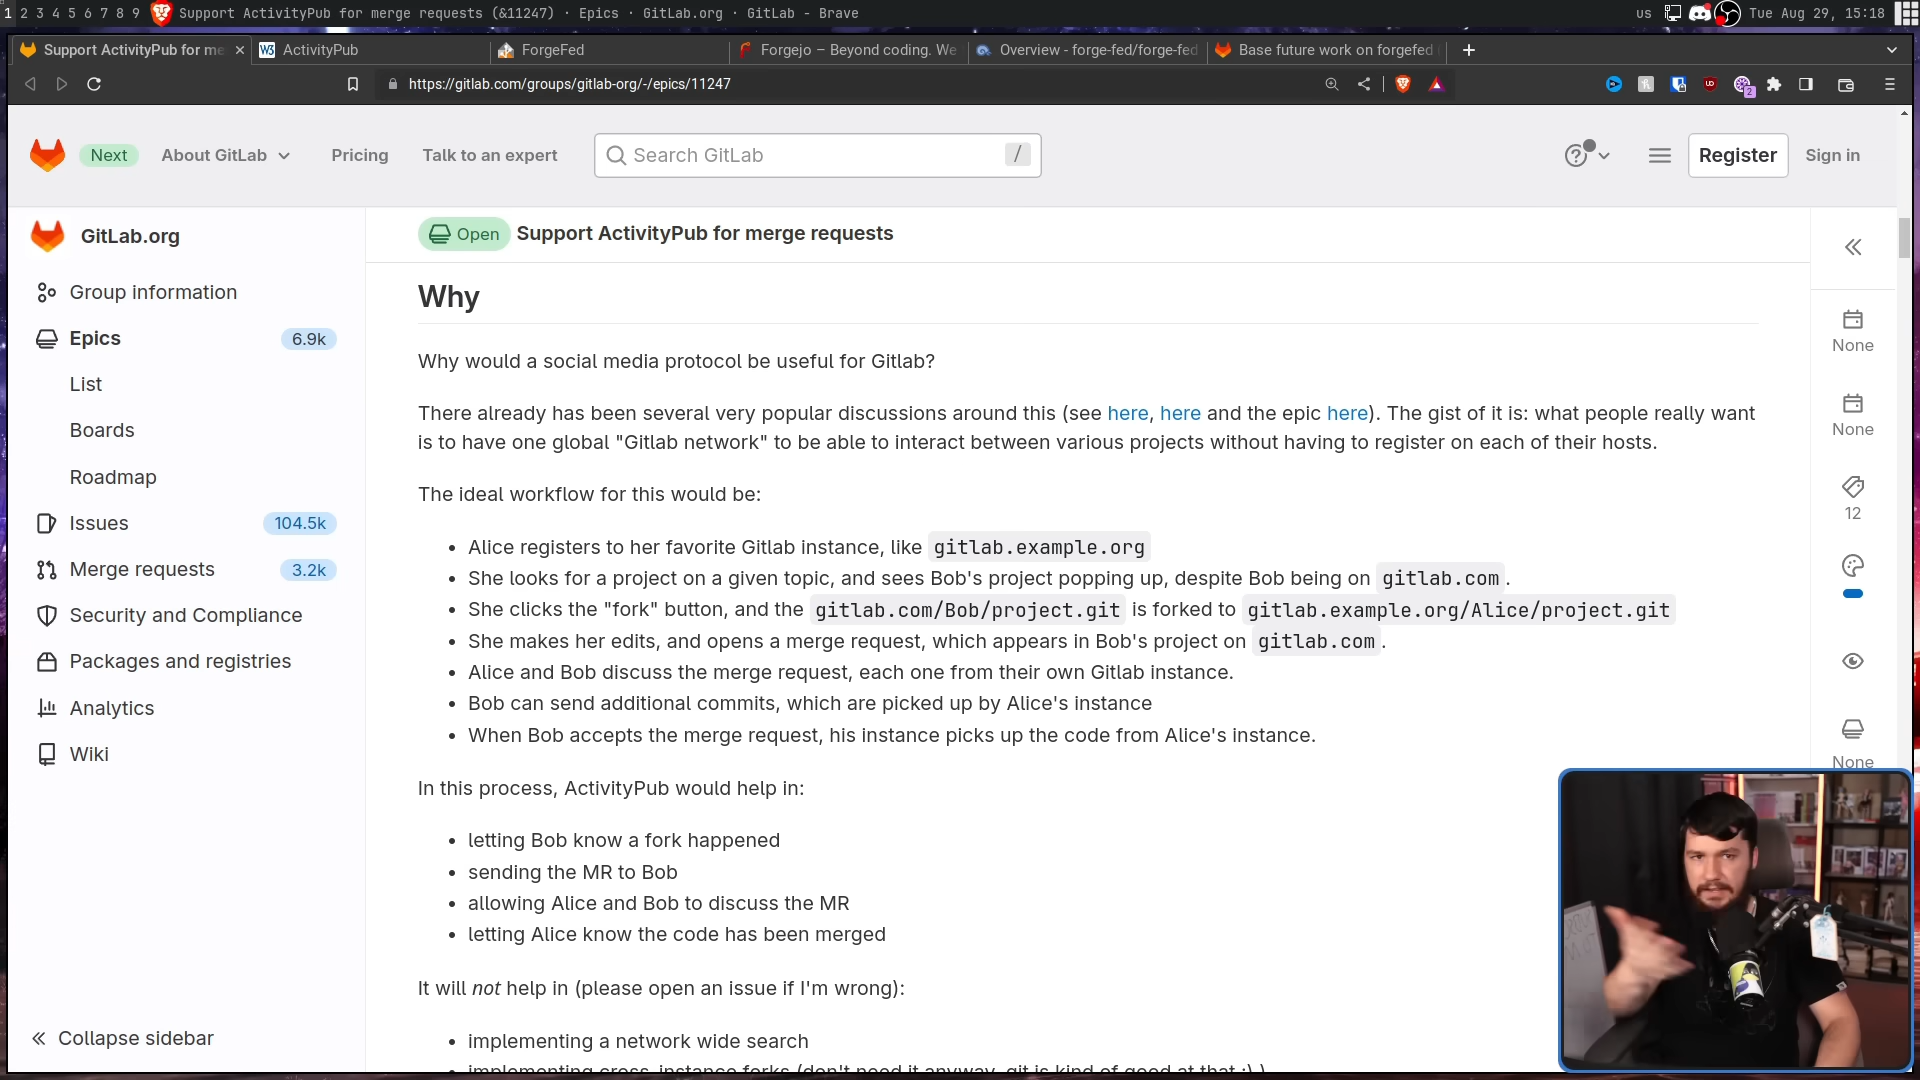 1 2 3 4 5 6 7 8 9 Support ActivityPub for merge requests (&11247) · Epics · GitLab.org · GitLab - Brave us Tue Aug 29, 15:18
Support ActivityPub for me ActivityPub ForgeFed Forgejo – Beyond coding. We Overview - forge-fed/forge-fed Base future work on forgefed
https://gitlab.com/groups/gitlab-org/-/epics/11247
2
Next About GitLab Pricing Talk to an expert Search GitLab / Register Sign in
GitLab.org
Group information
Epics 6.9k
List
Boards
Roadmap
Issues 104.5k
Merge requests 3.2k
Security and Compliance
Packages and registries
Analytics
Wiki
Collapse sidebar
Open Support ActivityPub for merge requests
Why
Why would a social media protocol be useful for Gitlab?
There already has been several very popular discussions around this (see here, here and the epic here). The gist of it is: what people really want
is to have one global "Gitlab network" to be able to interact between various projects without having to register on each of their hosts.
The ideal workflow for this would be:
• Alice registers to her favorite Gitlab instance, like gitlab.example.org
• She looks for a project on a given topic, and sees Bob's project popping up, despite Bob being on gitlab.com.
• She clicks the "fork" button, and the gitlab.com/Bob/project.git is forked to gitlab.example.org/Alice/project.git
• She makes her edits, and opens a merge request, which appears in Bob's project on gitlab.com.
• Alice and Bob discuss the merge request, each one from their own Gitlab instance.
• Bob can send additional commits, which are picked up by Alice's instance
• When Bob accepts the merge request, his instance picks up the code from Alice's instance.
In this process, ActivityPub would help in:
• letting Bob know a fork happened
• sending the MR to Bob
• allowing Alice and Bob to discuss the MR
• letting Alice know the code has been merged
It will not help in (please open an issue if I'm wrong):
• implementing a network wide search
• implementing cross-instance forks (don't need it anyway, git is kind of good at that :) )
None
None
12
None